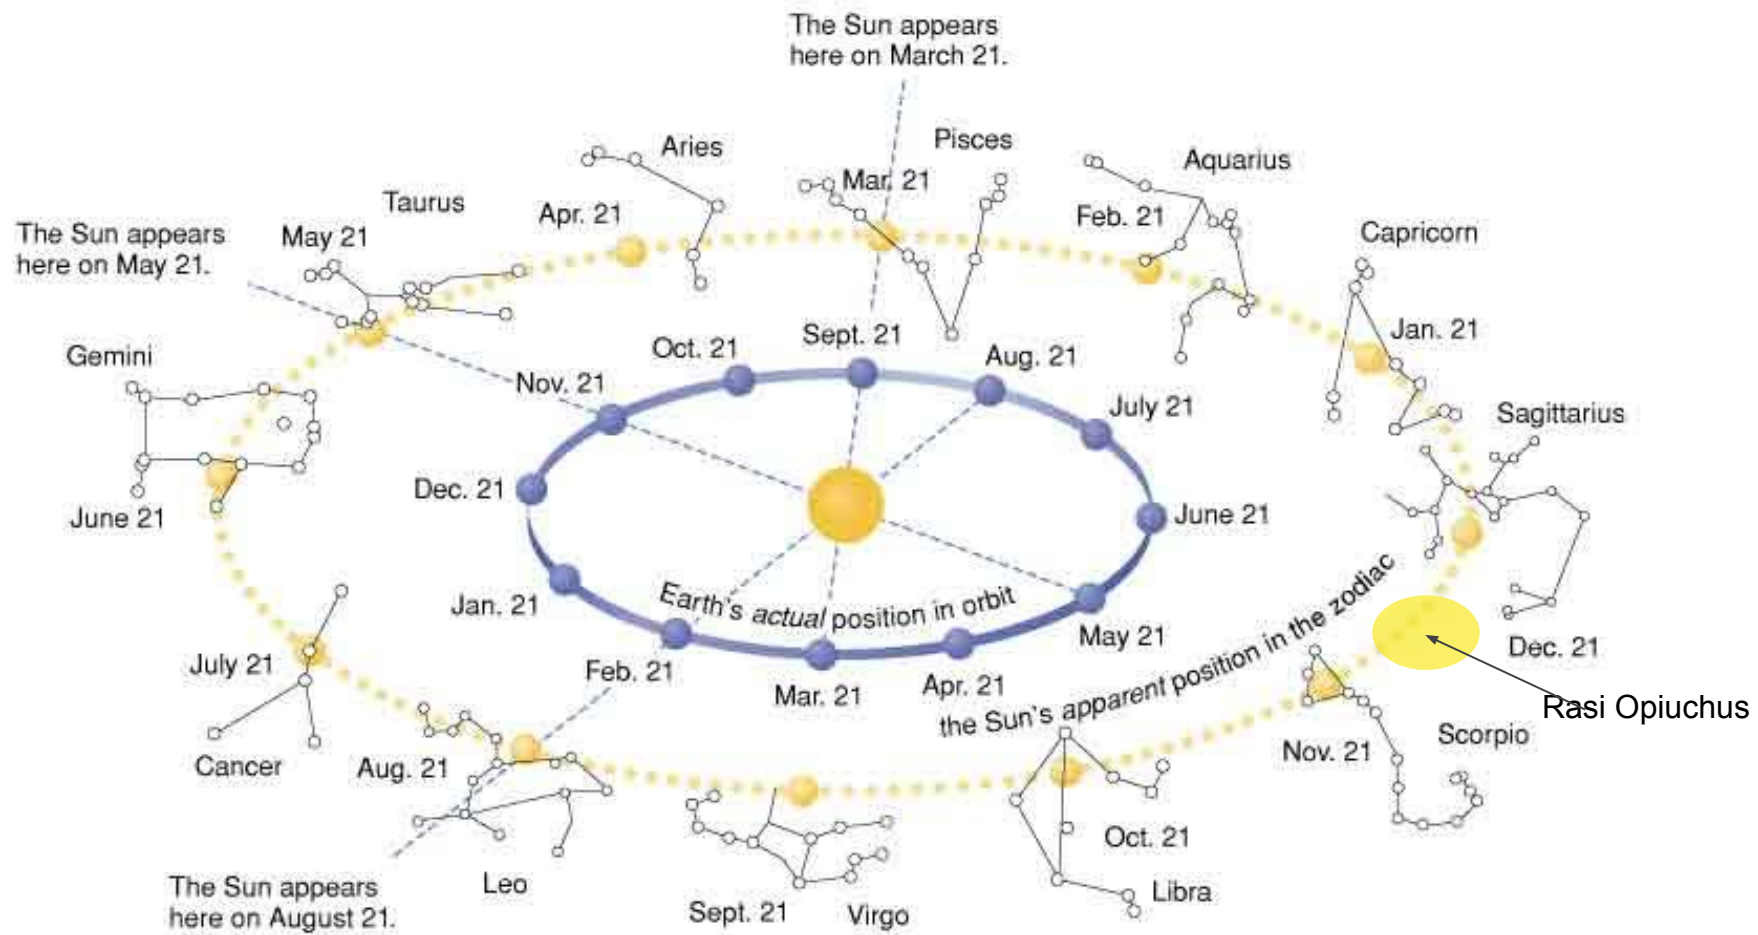 The Sun appears
here on March 21.
Pisces
Aries
Mar. 21
Aquarius
Taurus
Apr. 21
Feb. 21
The Sun appears
here on May 21.
May 21
Capricorn
Gemini
Oct. 21
Sept. 21
Aug. 21
Jan. 21
Nov. 21
July 21
Sagittarius
Dec. 21
June 21
June 21
Jan. 21
Earth's actual position in orbit
May 21
the Sun's apparent position in the zodiac
Dec. 21
July 21
Feb. 21
Mar. 21
Apr. 21
Rasi Opiuchus
Cancer
Aug. 21
Nov. 21
Scorpio
The Sun appears
here on August 21.
Leo
Sept. 21
Virgo
Oct. 21
Libra